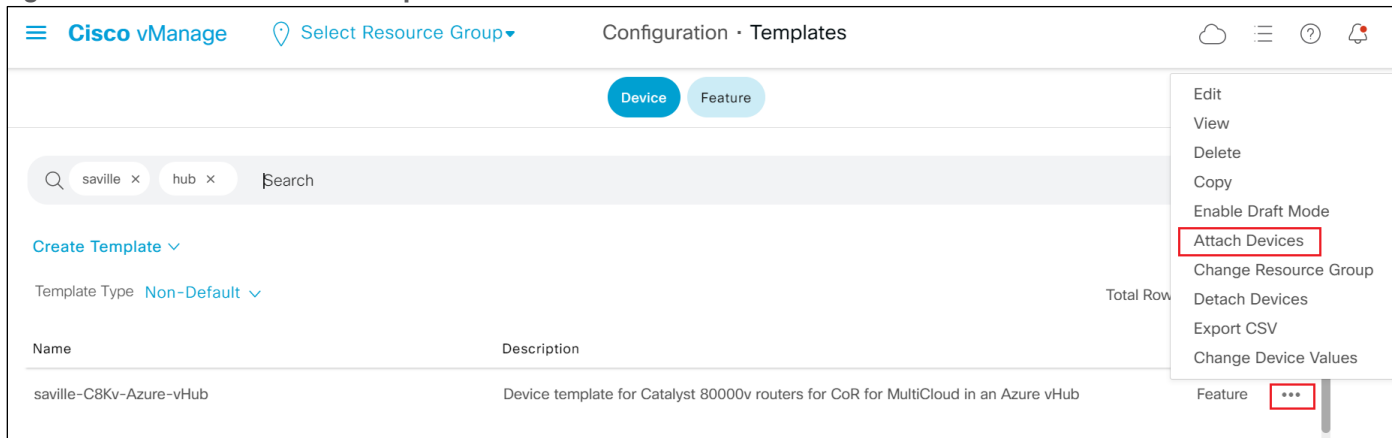 Cisco vManage Select Resource Group▾ Configuration · Templates
Device Feature
saville × hub × Search
Create Template
Template Type Non-Default
Total Row
Name Description
saville-C8Kv-Azure-vHub Device template for Catalyst 80000v routers for CoR for MultiCloud in an Azure vHub Feature •••
Edit
View
Delete
Copy
Enable Draft Mode
Attach Devices
Change Resource Group
Detach Devices
Export CSV
Change Device Values